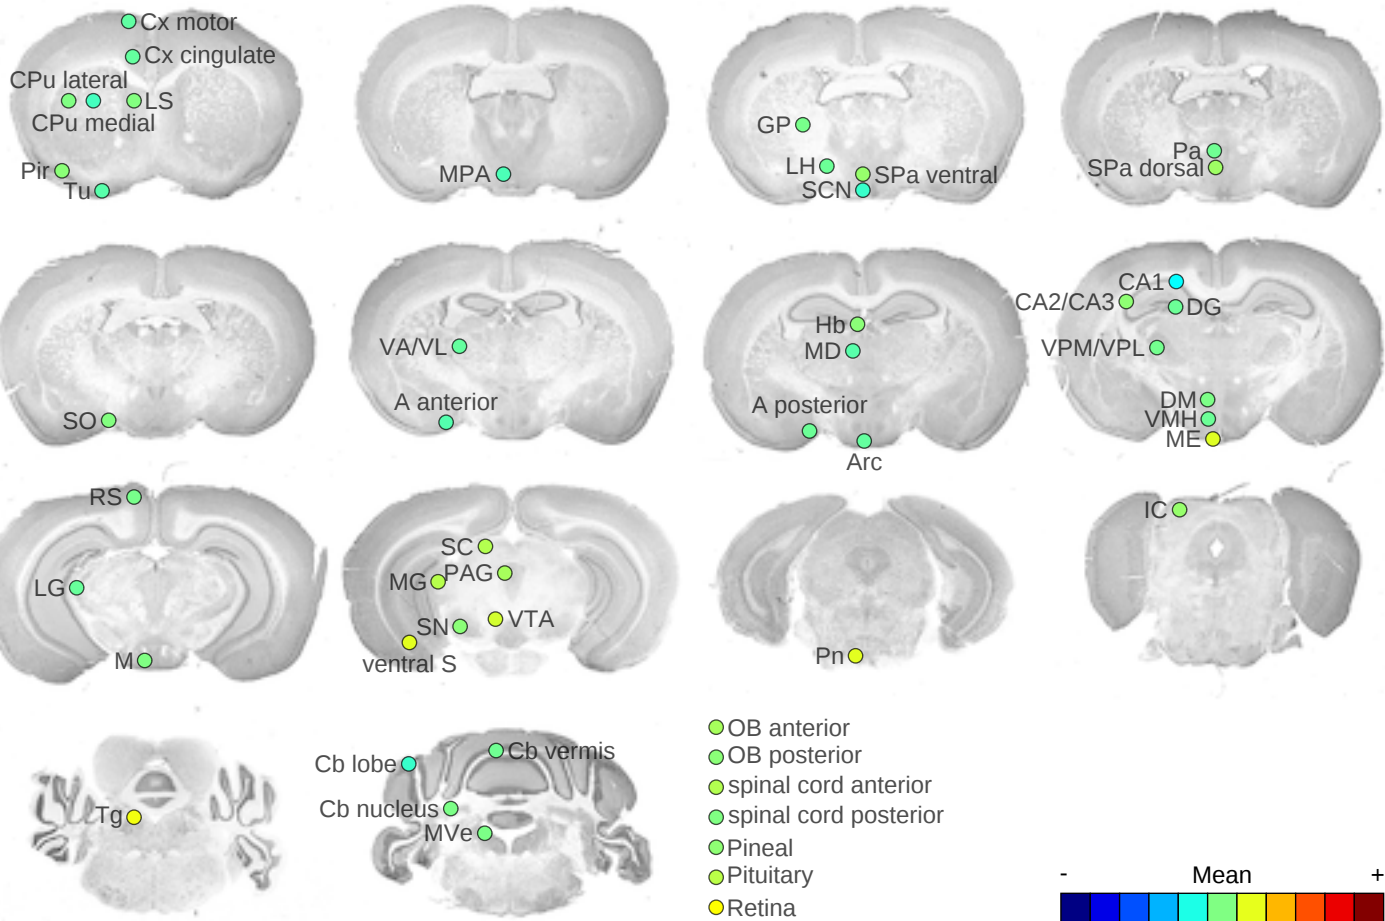 Cx motor
Cx cingulate
CPu lateral
LS
CPu medial
Pir
Tu
MPA
GP
LH
SPa ventral
SCN
Pa
SPa dorsal
SO
VA/VL
A anterior
Hb
MD
A posterior
Arc
CA1
CA2/CA3
DG
VPM/VPL
DM
VMH
ME
RS
LG
M
SC
PAG
MG
VTA
SN
ventral S
Pn
IC
Tg
Cb vermis
Cb lobe
Cb nucleus
MVe
OB anterior
OB posterior
spinal cord anterior
spinal cord posterior
Pineal
Pituitary
Retina
- Mean +